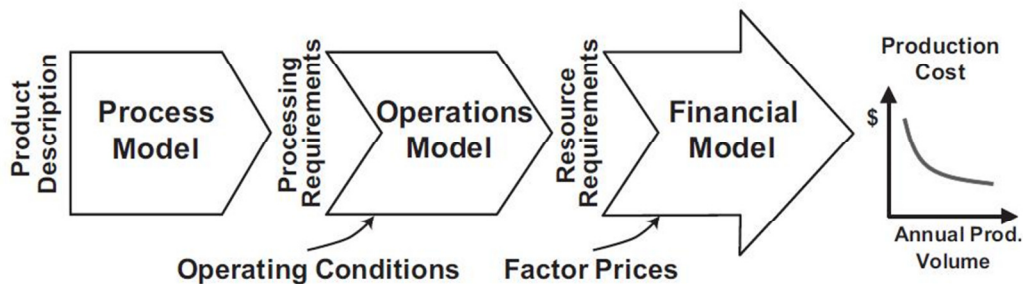 Product
Description
Process
Model
Processing
Requirements
Operations
Model
Resource
Requirements
Financial
Model
Production
Cost
$
Annual Prod.
Volume
Operating Conditions
Factor Prices